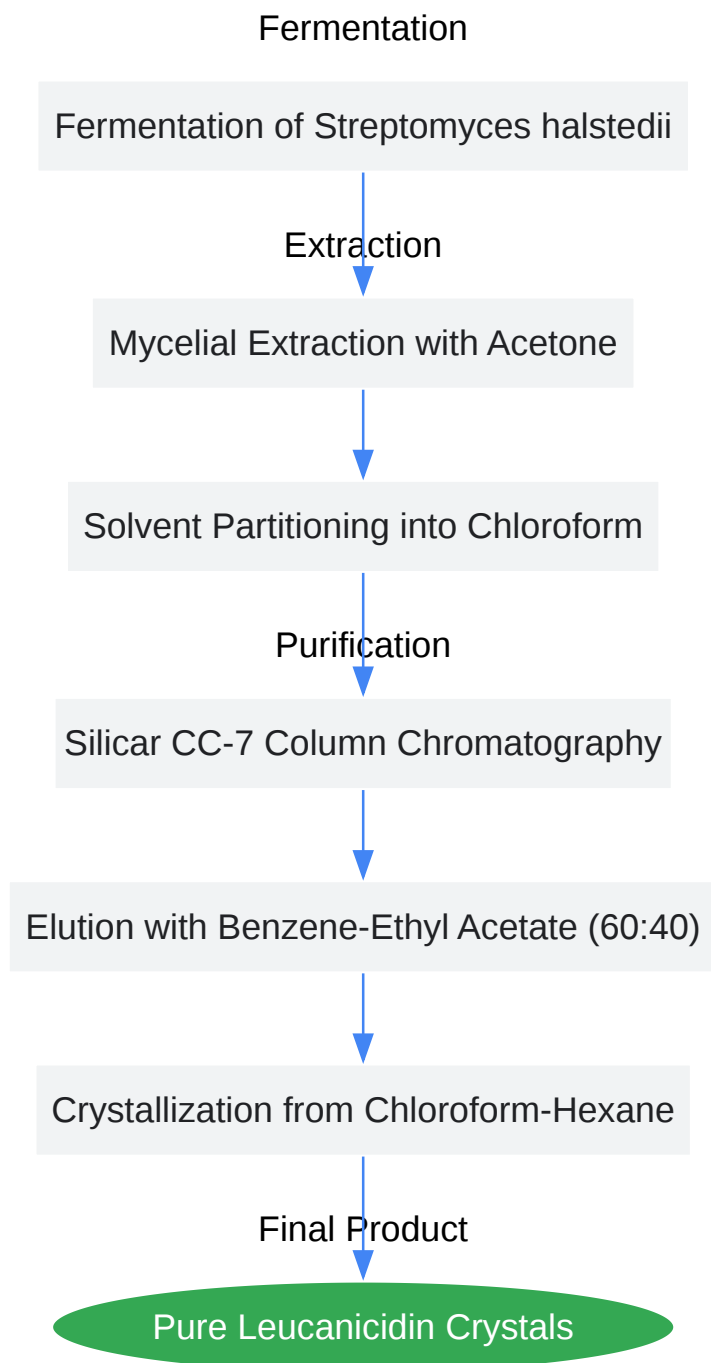 Fermentation
Fermentation of Streptomyces halstedii
Extraction
Mycelial Extraction with Acetone
Solvent Partitioning into Chloroform
Purification
Silicar CC-7 Column Chromatography
Elution with Benzene-Ethyl Acetate (60:40)
Crystallization from Chloroform-Hexane
Final Product
Pure Leucanicidin Crystals